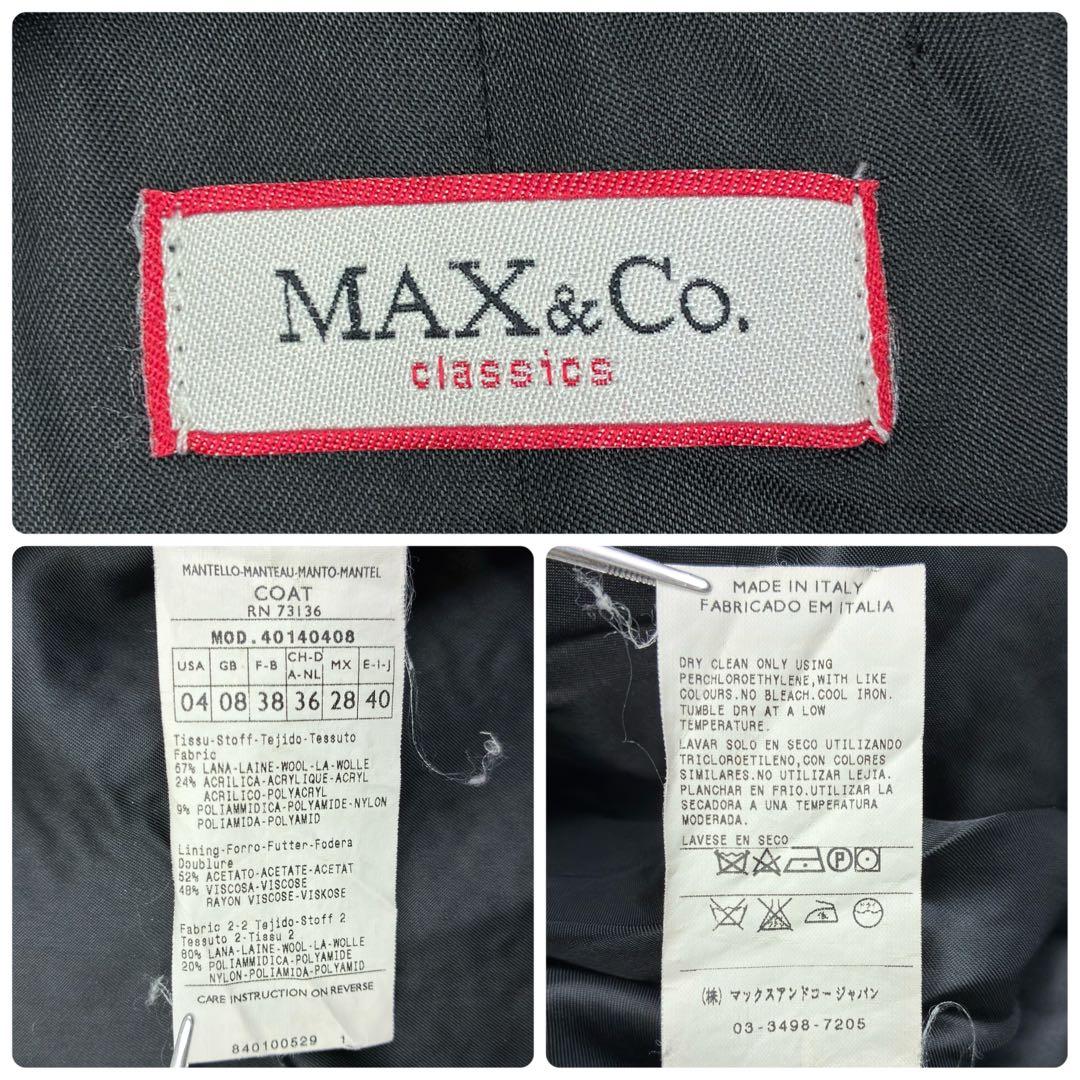 MAX&Co.
classics
MANTELLO-MANTEAU-MANTO-MANTEL
COAT
RN 73136
MOD.40140408
USA GB F-B CH-D A-NL MX E-I-J
04 08 38 36 28 40
Tissu-Stoff-Tejido-Tessuto
Fabric
67% LANA-LAINE-WOOL-LA-WOLLE
24% ACRILICA-ACRYLIQUE-ACRYL
ACRILICO-POLYACRYL
9% POLIAMMIDICA-POLYAMIDE-NYLON
POLIAMIDA-POLYAMID
Lining-Forro-Futter-Fodera
Doublure
52% ACETATO-ACETATE-ACETAT
48% VISCOSA-VISCOSE
RAYON VISCOSE-VISKOSE
Fabric 2-2 Tejido-Stoff 2
Tessuto 2-Tissu 2
80% LANA-LAINE-WOOL-LA-WOLLE
20% POLIAMMIDICA-POLYAMIDE
NYLON-POLIAMIDA-POLYAMID
CARE INSTRUCTION ON REVERSE
840100529 1
MADE IN ITALY
FABRICADO EM ITALIA
DRY CLEAN ONLY USING
PERCHLOROETHYLENE,WITH LIKE
COLOURS.NO BLEACH.COOL IRON.
TUMBLE DRY AT A LOW
TEMPERATURE.
LAVAR SOLO EN SECO UTILIZANDO
TRICLOROETILENO,CON COLORES
SIMILARES.NO UTILIZAR LEJIA.
PLANCHAR EN FRIO.UTILIZAR LA
SECADORA A UNA TEMPERATURA
MODERADA.
LAVESE EN SECO
P
ドライ
(株) マックスアンドコージャパン
03-3498-7205